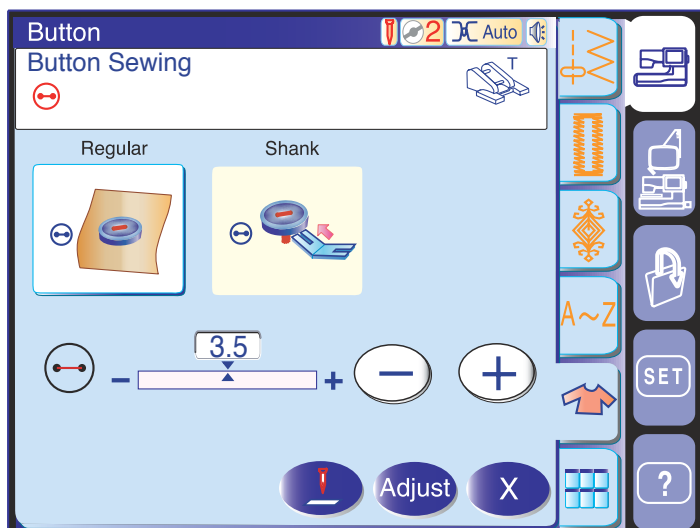 Button 2 Auto
Button Sewing
T
Regular Shank
3.5
- +
− +
A~Z
SET
Adjust X
?